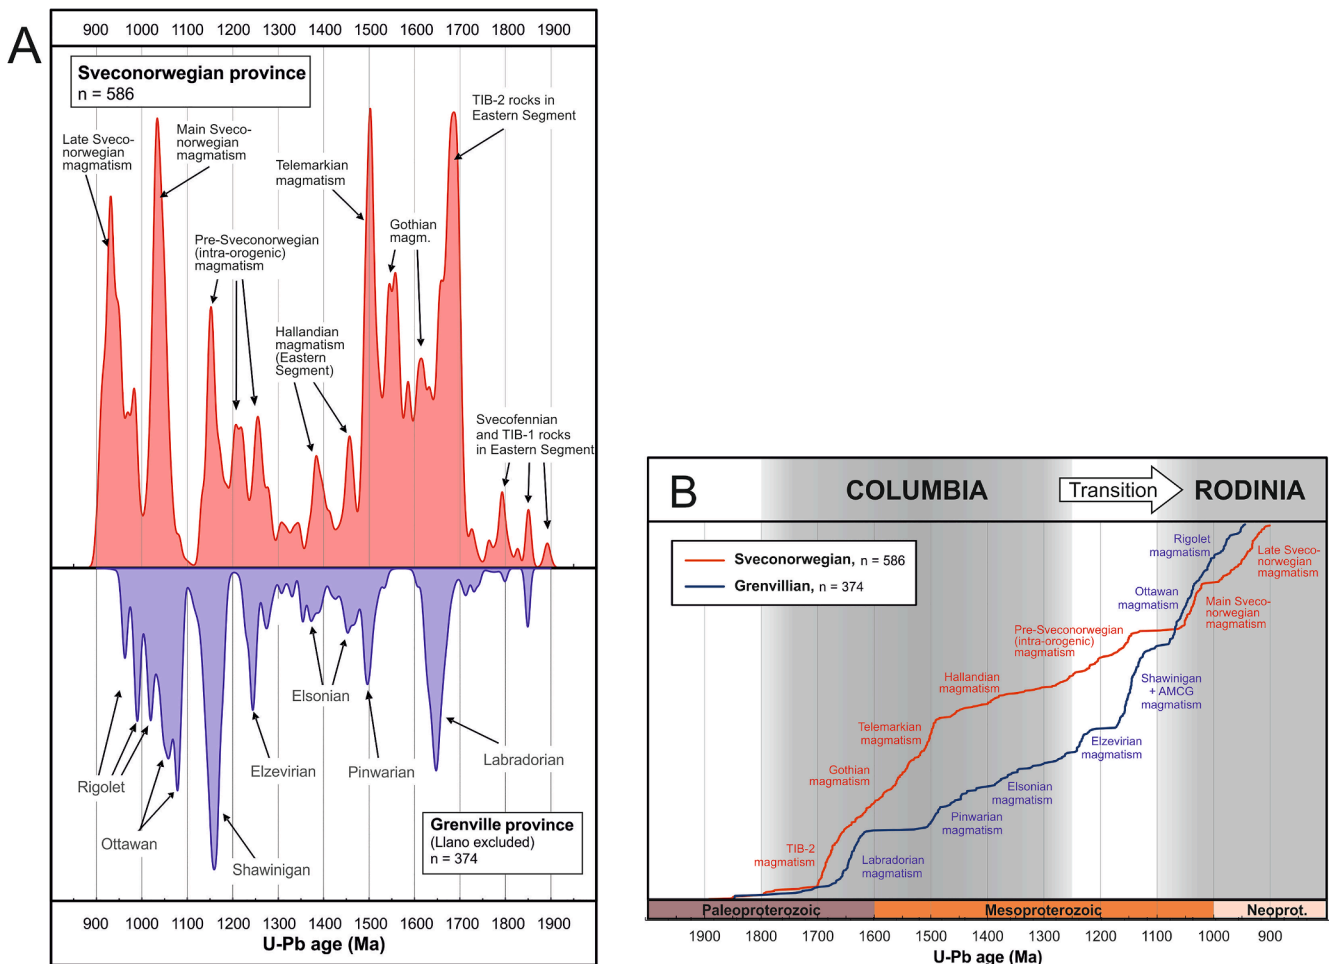 A
900 1000 1100 1200 1300 1400 1500 1600 1700 1800 1900
Sveconorwegian province
n = 586
Late Sveco-
norwegian
magmatism
Main Sveco-
norwegian
magmatism
TIB-2 rocks in
Eastern Segment
Telemarkian
magmatism
Gothian
magm.
Pre-Sveconorwegian
(intra-orogenic)
magmatism
Hallandian
magmatism
(Eastern
Segment)
Svecofennian
and TIB-1 rocks
in Eastern Segment
Rigolet
Ottawan
Shawinigan
Elzevirian
Elsonian
Pinwarian
Labradorian
Grenville province
(Llano excluded)
n = 374
900 1000 1100 1200 1300 1400 1500 1600 1700 1800 1900
U-Pb age (Ma)
B
COLUMBIA
Transition
RODINIA
Sveconorwegian, n = 586
Grenvillian, n = 374
Rigolet
magmatism
Late Sveco-
norwegian
magmatism
Ottawan
magmatism
Main Sveco-
norwegian
magmatism
Pre-Sveconorwegian
(intra-orogenic)
magmatism
Hallandian
magmatism
Shawinigan
+ AMCG
magmatism
Telemarkian
magmatism
Elzevirian
magmatism
Gothian
magmatism
Elsonian
magmatism
Pinwarian
magmatism
TIB-2
magmatism
Labradorian
magmatism
Paleoproterozoic
Mesoproterozoic
Neoprot.
1900 1800 1700 1600 1500 1400 1300 1200 1100 1000 900
U-Pb age (Ma)